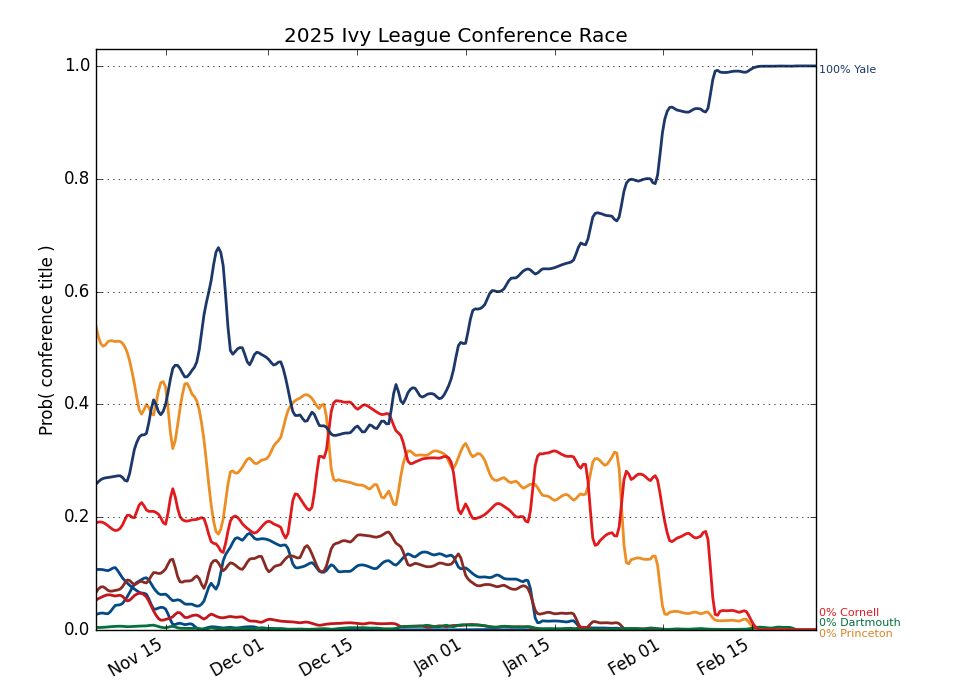 2025 Ivy League Conference Race
Prob( conference title )
1.0
0.8
0.6
0.4
0.2
0.0
Nov 15
Dec 01
Dec 15
Jan 01
Jan 15
Feb 01
Feb 15
100% Yale
0% Cornell
0% Dartmouth
0% Princeton